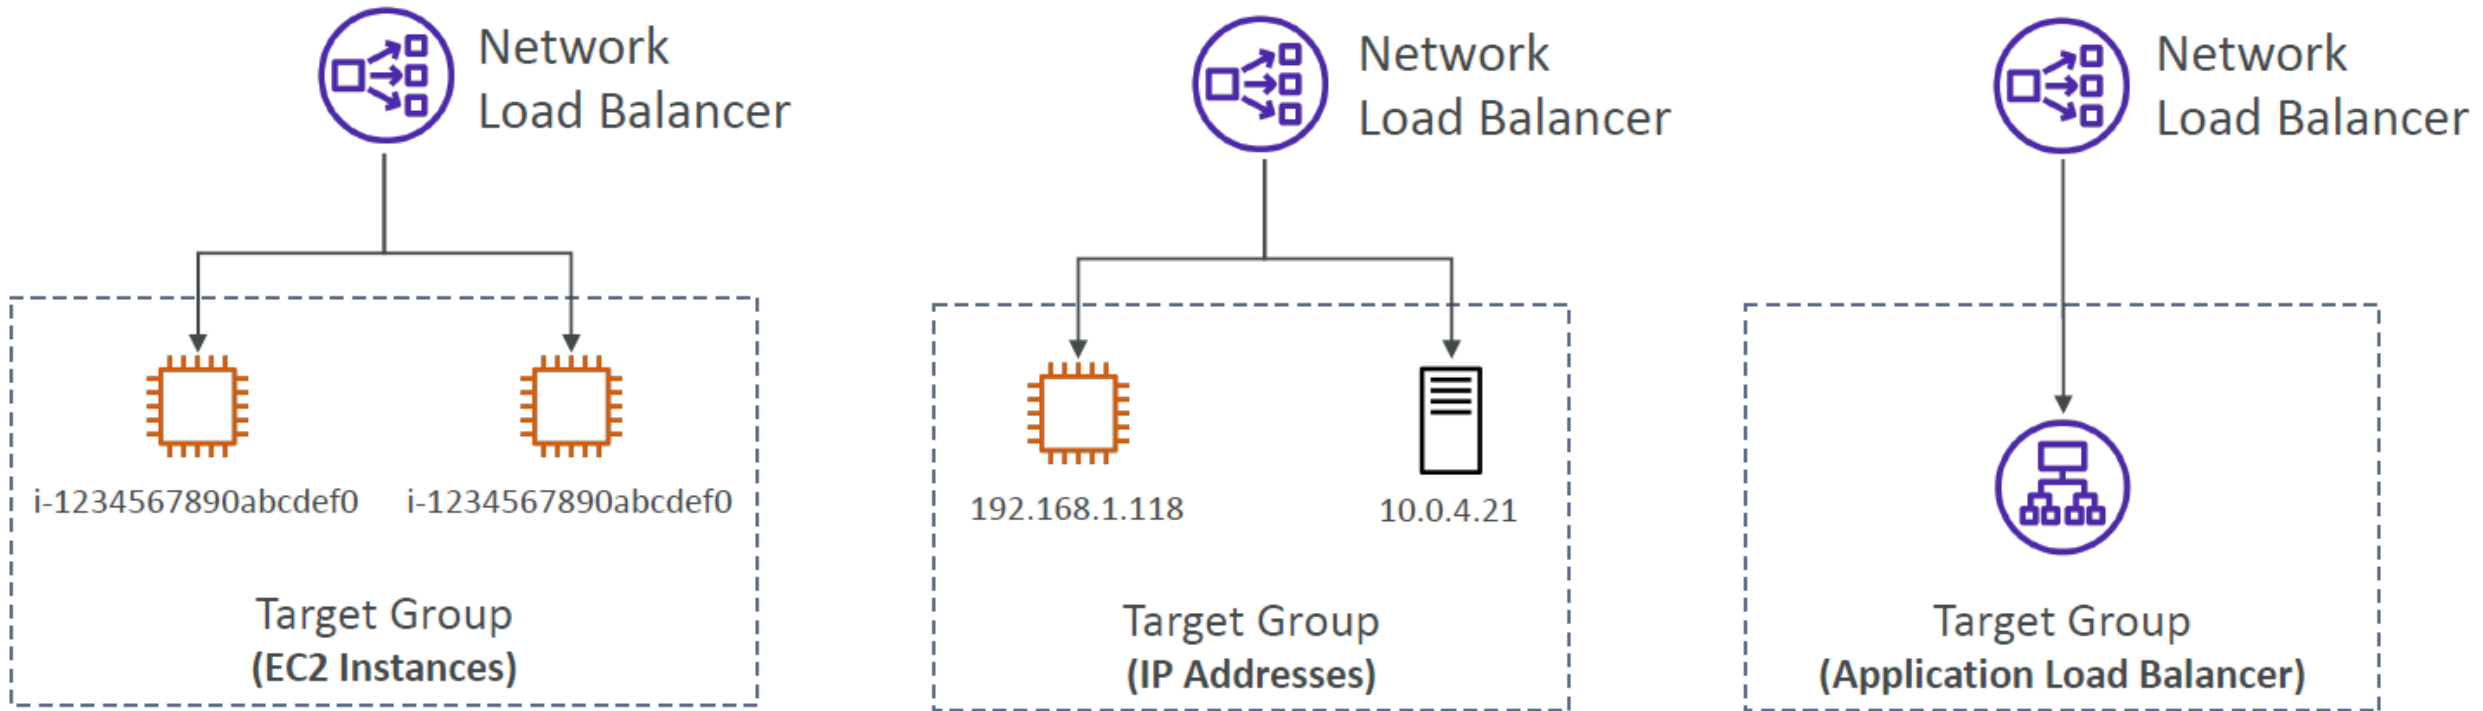 Network
Load Balancer
i-1234567890abcdef0
i-1234567890abcdef0
Target Group
(EC2 Instances)
Network
Load Balancer
192.168.1.118
10.0.4.21
Target Group
(IP Addresses)
Network
Load Balancer
Target Group
(Application Load Balancer)